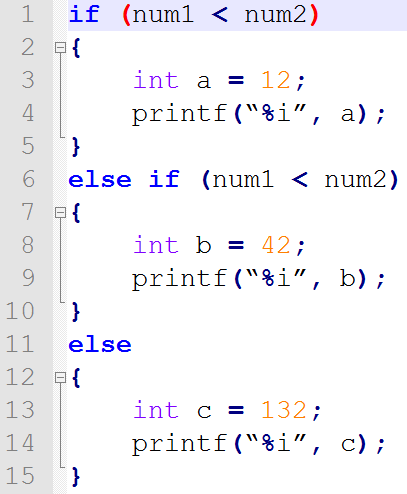 1 if (num1 < num2)
2 {
3 int a = 12;
4 printf(“%i”, a);
5 }
6 else if (num1 < num2)
7 {
8 int b = 42;
9 printf(“%i”, b);
10 }
11 else
12 {
13 int c = 132;
14 printf(“%i”, c);
15 }